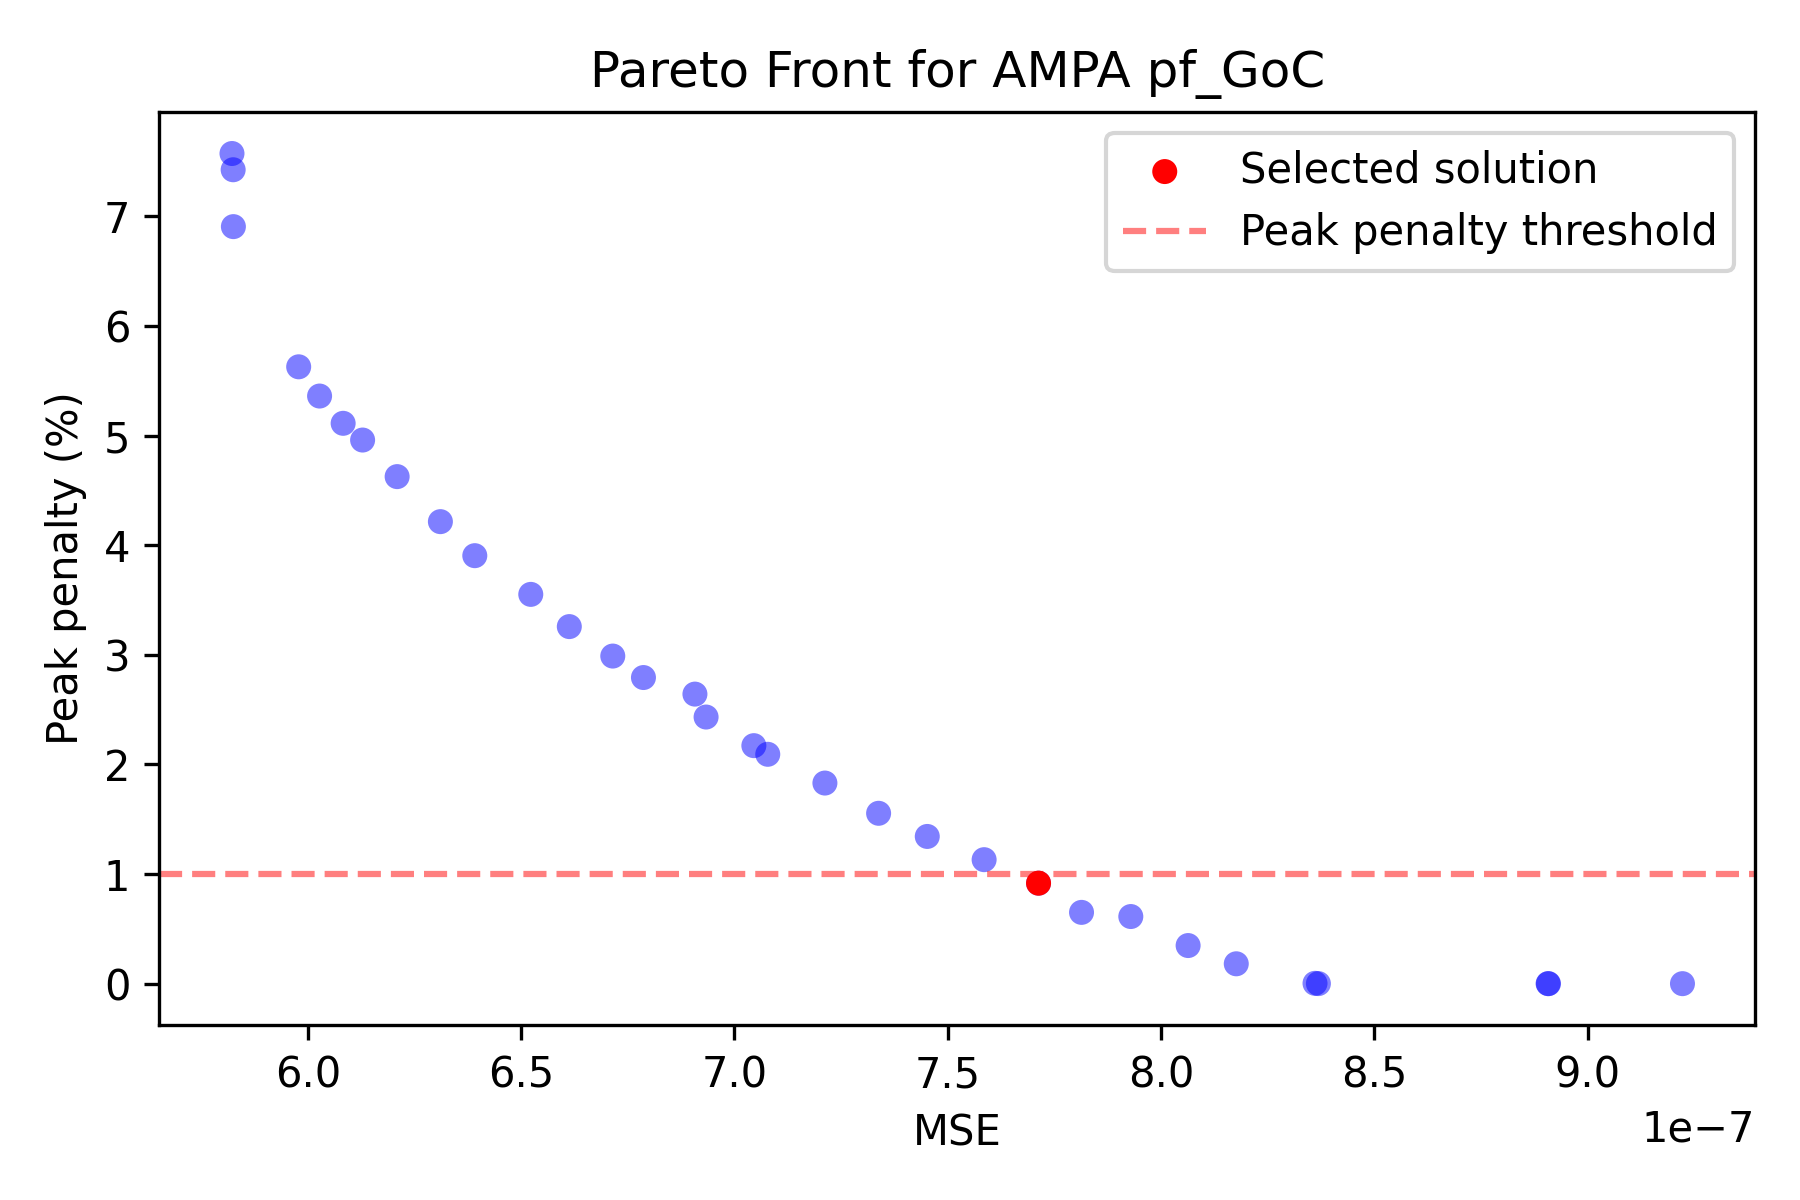 Pareto Front for AMPA pf_GoC
Selected solution
Peak penalty threshold
Peak penalty (%)
7
6
5
4
3
2
1
0
6.0 6.5 7.0 7.5 8.0 8.5 9.0
MSE
1e−7